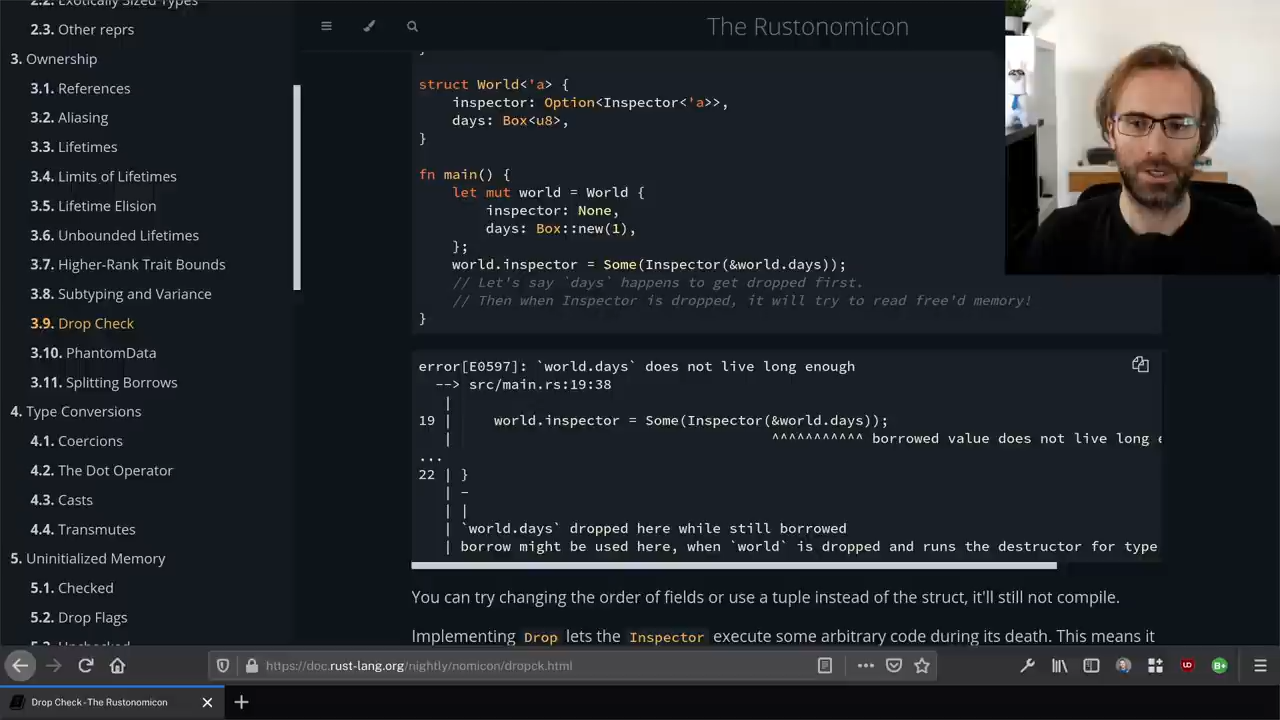 2.2. Exotically Sized Types
2.3. Other reprs
3. Ownership
3.1. References
3.2. Aliasing
3.3. Lifetimes
3.4. Limits of Lifetimes
3.5. Lifetime Elision
3.6. Unbounded Lifetimes
3.7. Higher-Rank Trait Bounds
3.8. Subtyping and Variance
3.9. Drop Check
3.10. PhantomData
3.11. Splitting Borrows
4. Type Conversions
4.1. Coercions
4.2. The Dot Operator
4.3. Casts
4.4. Transmutes
5. Uninitialized Memory
5.1. Checked
5.2. Drop Flags
5.3. Unchecked
The Rustonomicon
}
struct World<'a> {
inspector: Option<Inspector<'a>>,
days: Box<u8>,
}
fn main() {
let mut world = World {
inspector: None,
days: Box::new(1),
};
world.inspector = Some(Inspector(&world.days));
// Let's say `days` happens to get dropped first.
// Then when Inspector is dropped, it will try to read free'd memory!
}
error[E0597]: `world.days` does not live long enough
--> src/main.rs:19:38
|
19 | world.inspector = Some(Inspector(&world.days));
| ^^^^^^^^^^^ borrowed value does not live long e
...
22 | }
| -
| |
| `world.days` dropped here while still borrowed
| borrow might be used here, when `world` is dropped and runs the destructor for type
You can try changing the order of fields or use a tuple instead of the struct, it'll still not compile.
Implementing Drop lets the Inspector execute some arbitrary code during its death. This means it
https://doc.rust-lang.org/nightly/nomicon/dropck.html
Drop Check - The Rustonomicon